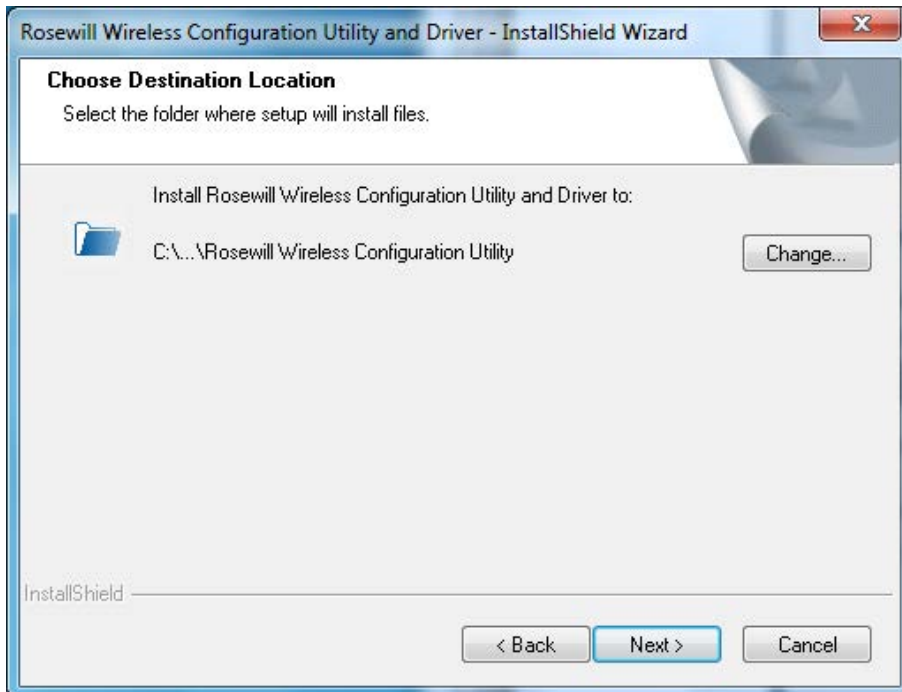 Rosewill Wireless Configuration Utility and Driver - InstallShield Wizard
Choose Destination Location
Select the folder where setup will install files.
Install Rosewill Wireless Configuration Utility and Driver to:
C:\...\Rosewill Wireless Configuration Utility
Change...
InstallShield
< Back
Next >
Cancel